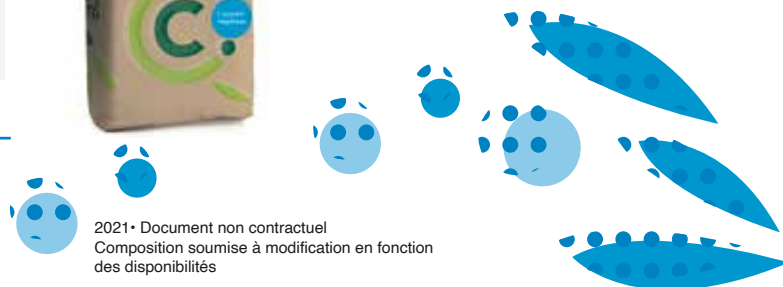 C.
2021• Document non contractuel
Composition soumise à modification en fonction
des disponibilités